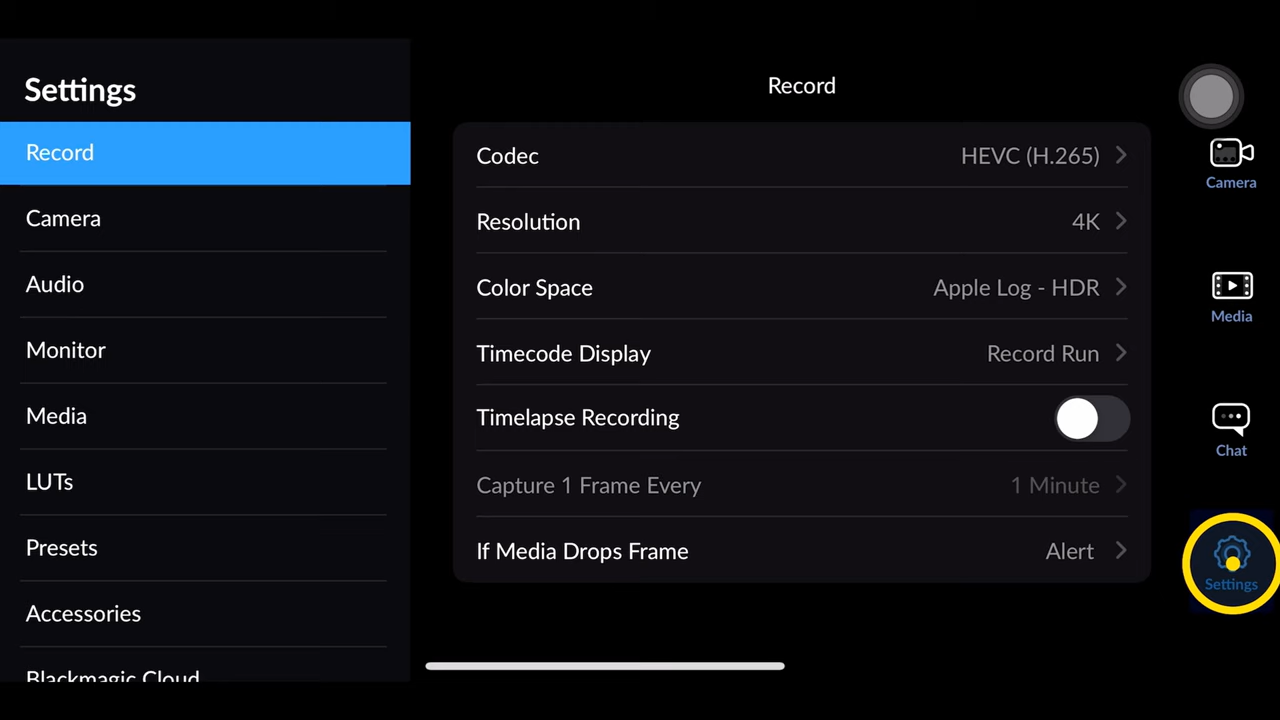 Settings
Record
Camera
Audio
Monitor
Media
LUTs
Presets
Accessories
Blackmagic Cloud
Record
Codec HEVC (H.265)
Resolution 4K
Color Space Apple Log - HDR
Timecode Display Record Run
Timelapse Recording
Capture 1 Frame Every 1 Minute
If Media Drops Frame Alert
Camera
Media
Chat
Settings